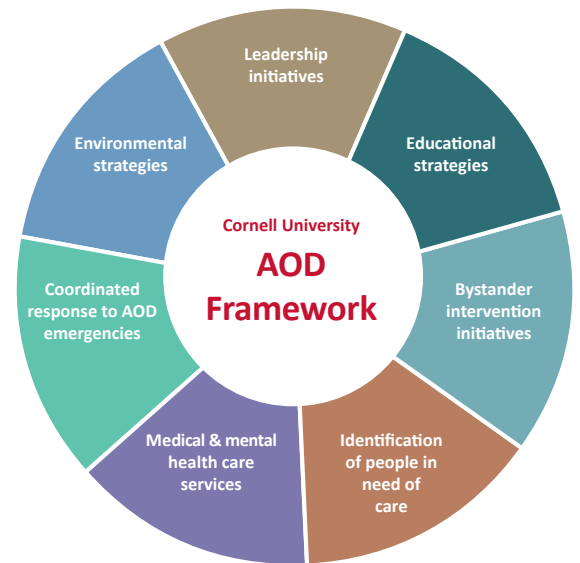 Leadership
initiatives
Educational
strategies
Bystander
intervention
initiatives
Identification
of people in
need of
care
Medical & mental
health care
services
Coordinated
response to AOD
emergencies
Environmental
strategies
Cornell University
AOD
Framework